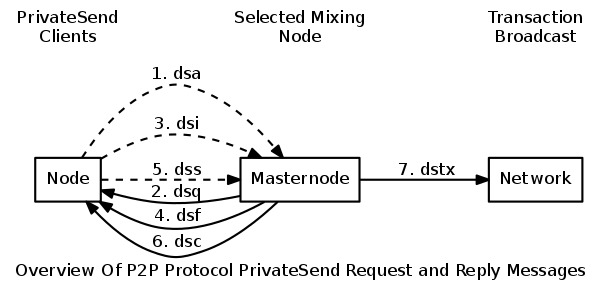 PrivateSend
Clients
Selected Mixing
Node
Transaction
Broadcast
1. dsa
3. dsi
5. dss
2. dsq
4. dsf
6. dsc
7. dstx
Node
Masternode
Network
Overview Of P2P Protocol PrivateSend Request and Reply Messages